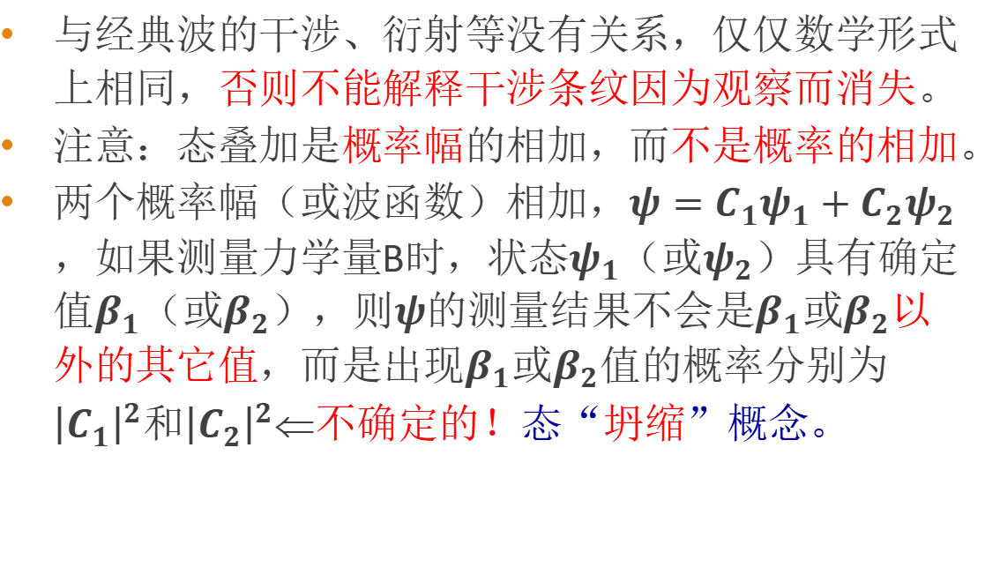 • 与经典波的干涉、衍射等没有关系，仅仅数学形式
上相同，否则不能解释干涉条纹因为观察而消失。
• 注意：态叠加是概率幅的相加，而不是概率的相加。
• 两个概率幅（或波函数）相加，ψ = C₁ψ₁ + C₂ψ₂
，如果测量力学量B时，状态ψ₁（或ψ₂）具有确定
值β₁（或β₂），则ψ的测量结果不会是β₁或β₂以
外的其它值，而是出现β₁或β₂值的概率分别为
|C₁|²和|C₂|²⇐不确定的！态“坍缩”概念。